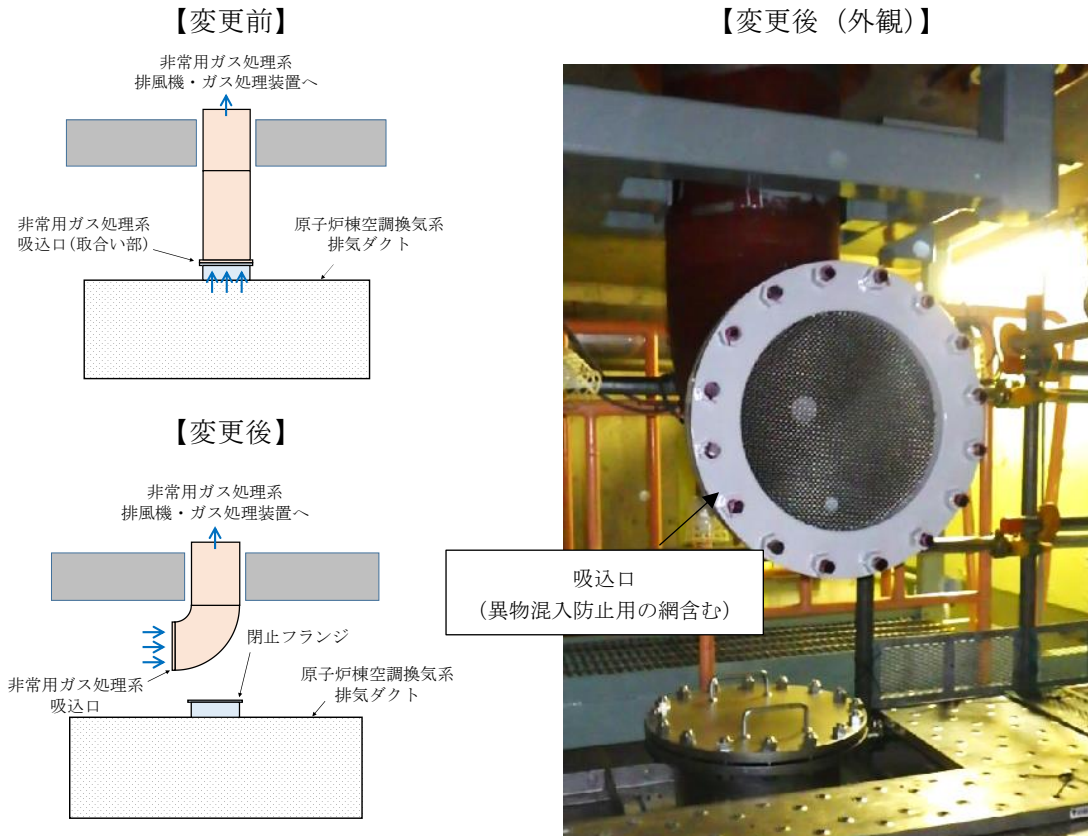 【変更前】
非常用ガス処理系
排風機・ガス処理装置へ
非常用ガス処理系
吸込口(取合い部)
原子炉棟空調換気系
排気ダクト
【変更後】
非常用ガス処理系
排風機・ガス処理装置へ
閉止フランジ
非常用ガス処理系
吸込口
原子炉棟空調換気系
排気ダクト
【変更後（外観）】
吸込口
（異物混入防止用の網含む）